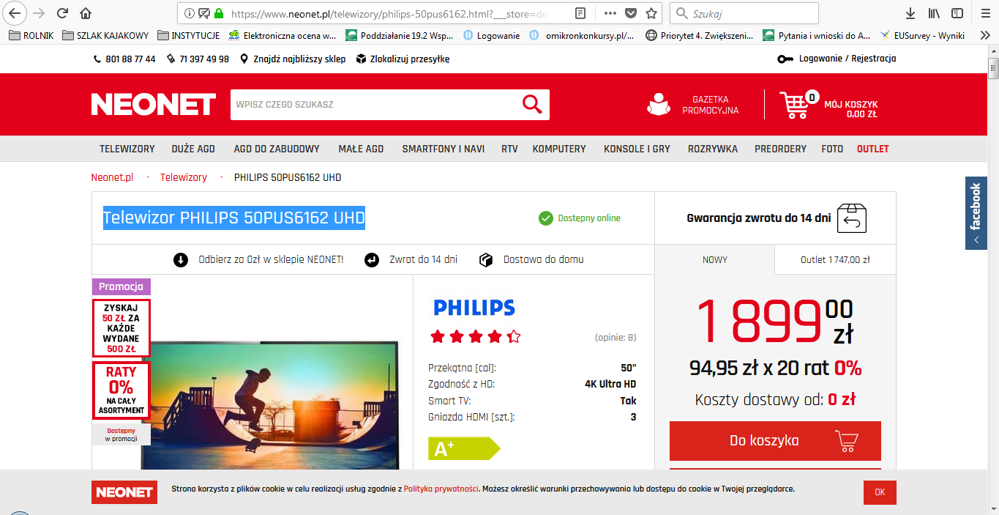 https://www.neonet.pl/telewizory/philips-50pus6162.html?___store=de
Szukaj
ROLNIK
SZLAK KAJAKOWY
INSTYTUCJE
Elektroniczna ocena w...
Poddziałanie 19.2 Wsp...
Logowanie
omikronkonkursy.pl/...
Priorytet 4. Zwiększeni...
Pytania i wnioski do A...
EUSurvey - Wyniki
801 88 77 44
71 397 49 98
Znajdź najbliższy sklep
Zlokalizuj przesyłkę
Logowanie / Rejestracja
NEONET
WPISZ CZEGO SZUKASZ
GAZETKA
PROMOCYJNA
0
MÓJ KOSZYK
0,00 ZŁ
TELEWIZORY
DUŻE AGD
AGD DO ZABUDOWY
MAŁE AGD
SMARTFONY I NAVI
RTV
KOMPUTERY
KONSOLE I GRY
ROZRYWKA
PREORDERY
FOTO
OUTLET
Neonet.pl - Telewizory - PHILIPS 50PUS6162 UHD
facebook
Telewizor PHILIPS 50PUS6162 UHD
Dostępny online
Gwarancja zwrotu do 14 dni
Odbierz za 0zł w sklepie NEONET!
Zwrot do 14 dni
Dostawa do domu
NOWY
Outlet 1 747,00 zł
Promocja
ZYSKAJ
50 ZŁ ZA
KAŻDE
WYDANE
500 ZŁ
RATY
0%
NA CAŁY
ASORTYMENT
Dostępny
w promocji
PHILIPS
(opinie: 8)
Przekątna [cal]: 50"
Zgodność z HD: 4K Ultra HD
Smart TV: Tak
Gniazda HDMI [szt.]: 3
A+
1 899 00 zł
94,95 zł x 20 rat 0%
Koszty dostawy od: 0 zł
Do koszyka
NEONET
Strona korzysta z plików cookie w celu realizacji usług zgodnie z Polityka prywatności. Możesz określić warunki przechowywania lub dostępu do cookie w Twojej przeglądarce.
OK